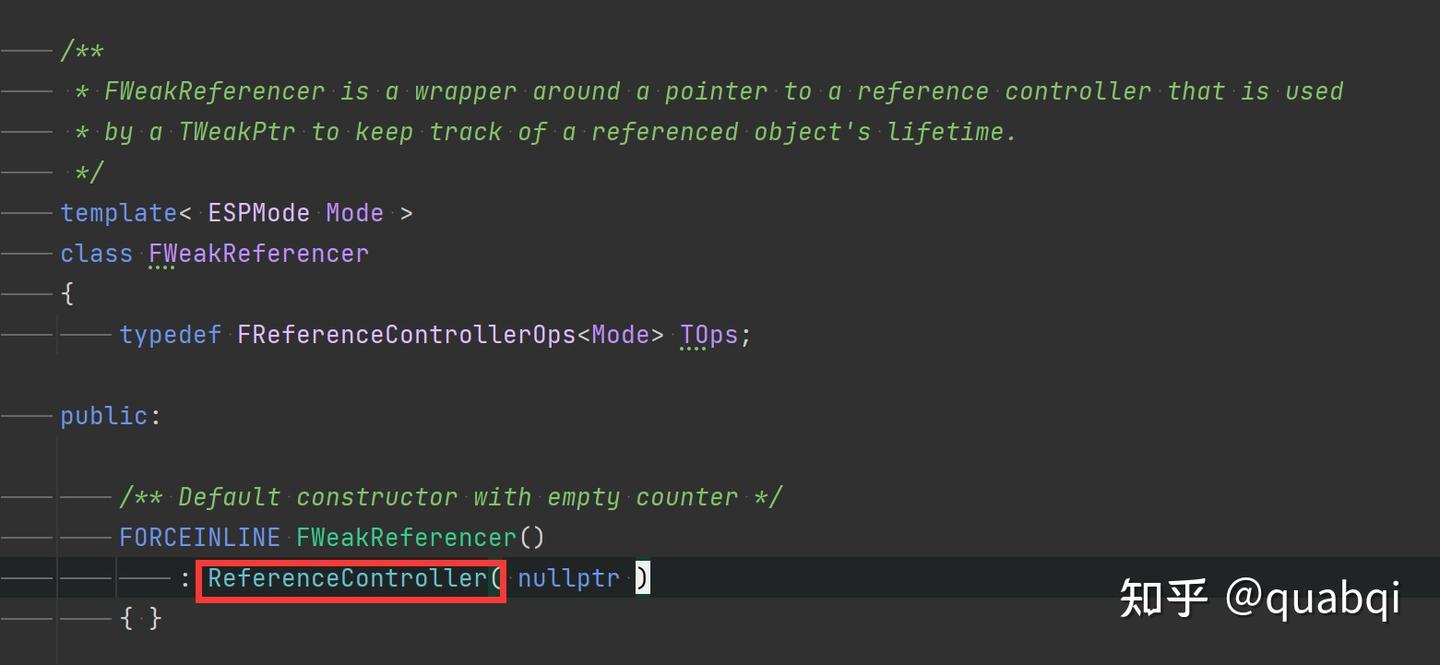 /**
 * FWeakReferencer is a wrapper around a pointer to a reference controller that is used
 * by a TWeakPtr to keep track of a referenced object's lifetime.
 */
template< ESPMode Mode >
class FWeakReferencer
{
    typedef FReferenceControllerOps<Mode> TOps;
public:
    /** Default constructor with empty counter */
    FORCEINLINE FWeakReferencer()
        : ReferenceController( nullptr )
    { }
知乎 @quabqi